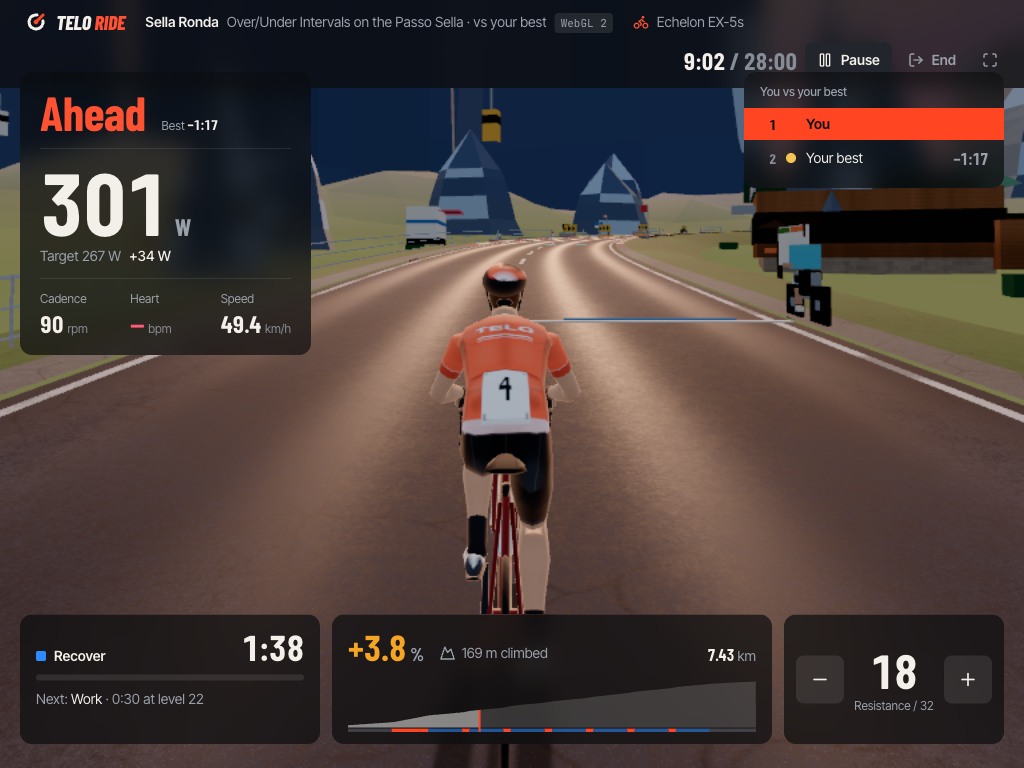 TELO RIDE Sella Ronda Over/Under Intervals on the Passo Sella · vs your best WebGL 2 Echelon EX-5s
9:02 / 28:00 Pause End
Ahead Best −1:17
301 W
Target 267 W +34 W
Cadence Heart Speed
90 rpm — bpm 49.4 km/h
You vs your best
1 You
2 Your best −1:17
TELO
4
Recover 1:38
Next: Work · 0:30 at level 22
+3.8 % 169 m climbed 7.43 km
− 18 +
Resistance / 32